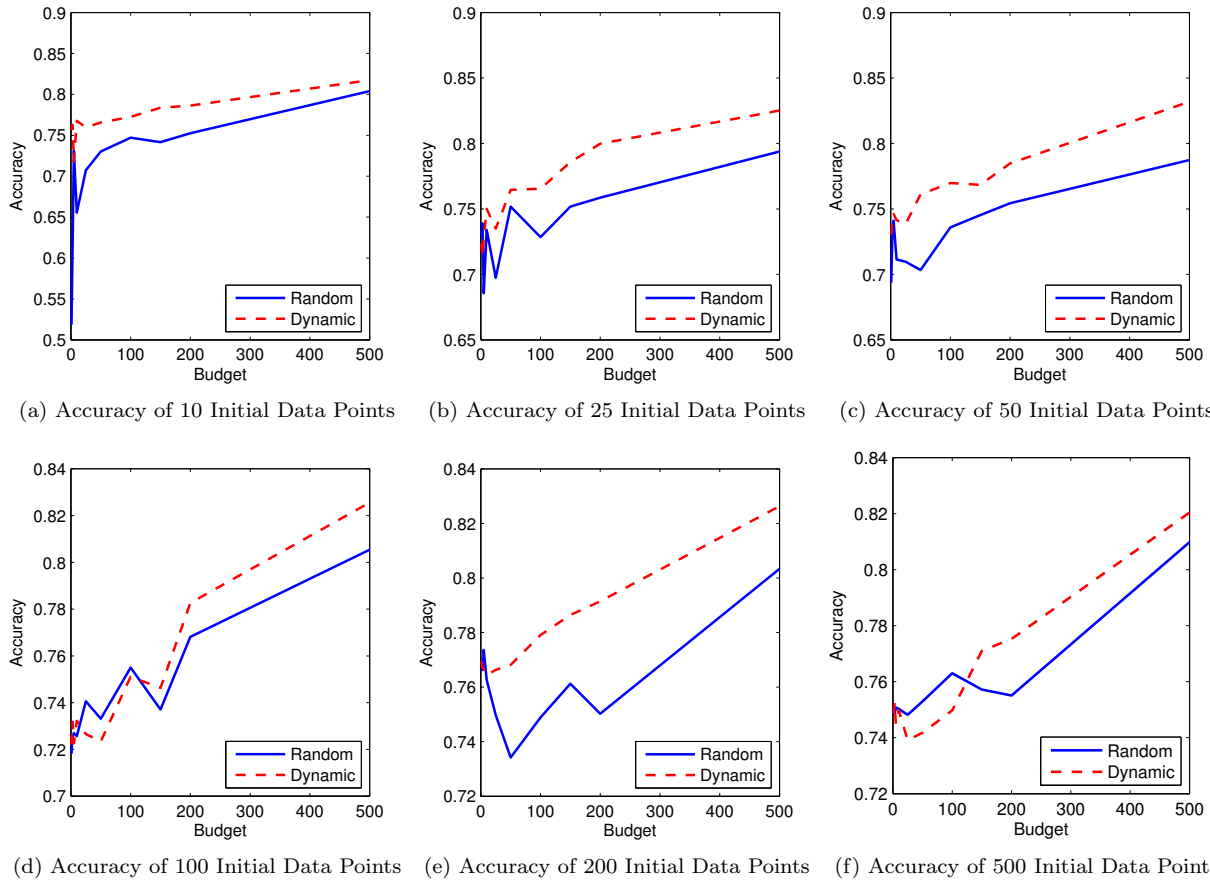 0.9
0.85
0.8
0.75
0.7
0.65
0.6
0.55
0.5
Accuracy
0 100 200 300 400 500
Budget
Random
Dynamic
(a) Accuracy of 10 Initial Data Points
0.9
0.85
0.8
0.75
0.7
0.65
Accuracy
0 100 200 300 400 500
Budget
Random
Dynamic
(b) Accuracy of 25 Initial Data Points
0.9
0.85
0.8
0.75
0.7
0.65
Accuracy
0 100 200 300 400 500
Budget
Random
Dynamic
(c) Accuracy of 50 Initial Data Points
0.84
0.82
0.8
0.78
0.76
0.74
0.72
0.7
Accuracy
0 100 200 300 400 500
Budget
Random
Dynamic
(d) Accuracy of 100 Initial Data Points
0.84
0.82
0.8
0.78
0.76
0.74
0.72
Accuracy
0 100 200 300 400 500
Budget
Random
Dynamic
(e) Accuracy of 200 Initial Data Points
0.84
0.82
0.8
0.78
0.76
0.74
0.72
Accuracy
0 100 200 300 400 500
Budget
Random
Dynamic
(f) Accuracy of 500 Initial Data Point